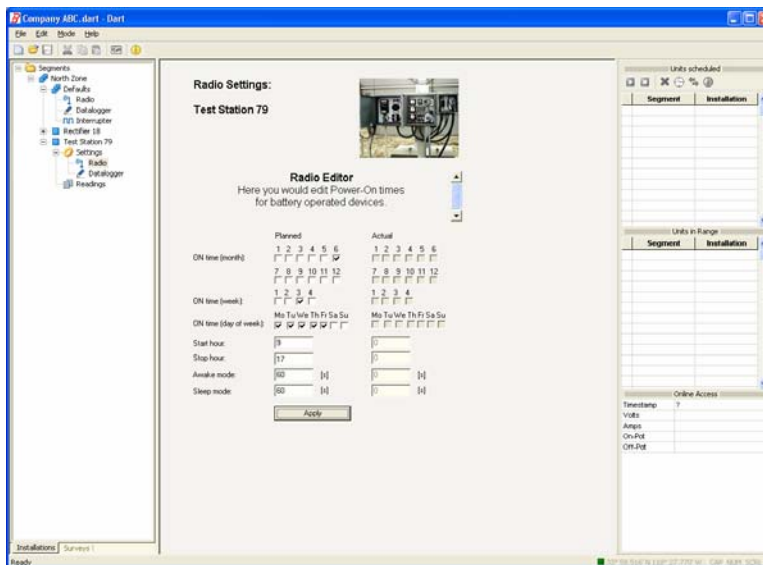 Company ABC.dart - Dart
File Edit Mode Help
Segments
North Zone
Defaults
Radio
Datalogger
Interrupter
Rectifier 18
Test Station 79
Settings
Radio
Datalogger
Readings
Installations Surveys
Ready
Radio Settings:
Test Station 79
Radio Editor
Here you would edit Power-On times
for battery operated devices.
Planned Actual
1 2 3 4 5 6 1 2 3 4 5 6
ON time (month):
7 8 9 10 11 12 7 8 9 10 11 12
1 2 3 4 1 2 3 4
ON time (week):
Mo Tu We Th Fr Sa Su Mo Tu We Th Fr Sa Su
ON time (day of week):
Start hour: 9 0
Stop hour: 17 0
Awake mode: 60 [s] 0 [s]
Sleep mode: 60 [s] 0 [s]
Apply
Units scheduled
Segment Installation
Units in Range
Segment Installation
Online Access
Timestamp ?
Volts
Amps
On-Pot
Off-Pot
CAP NUM SCRL